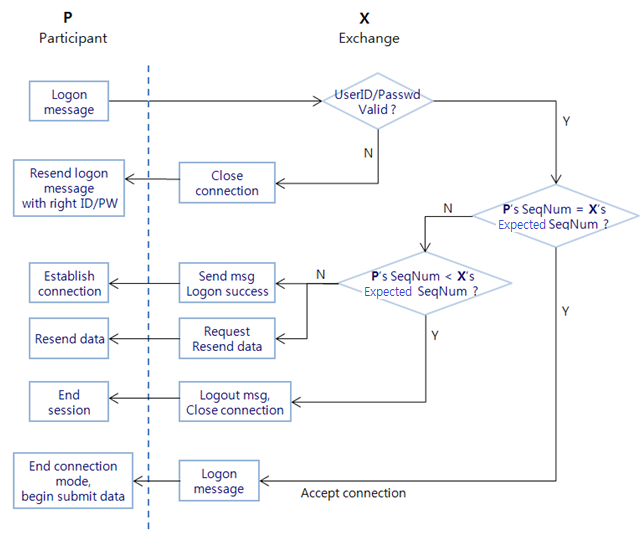 P
X
Participant
Exchange
Logon
message
UserID/Passwd
Valid ?
Y
N
Resend logon
message
with right ID/PW
Close
connection
P's SeqNum = X's
Expected SeqNum ?
N
Establish
connection
Send msg
Logon success
N
P's SeqNum < X's
Expected SeqNum ?
Resend data
Request
Resend data
Y
Y
End
session
Logout msg,
Close connection
End connection
mode,
begin submit data
Logon
message
Accept connection